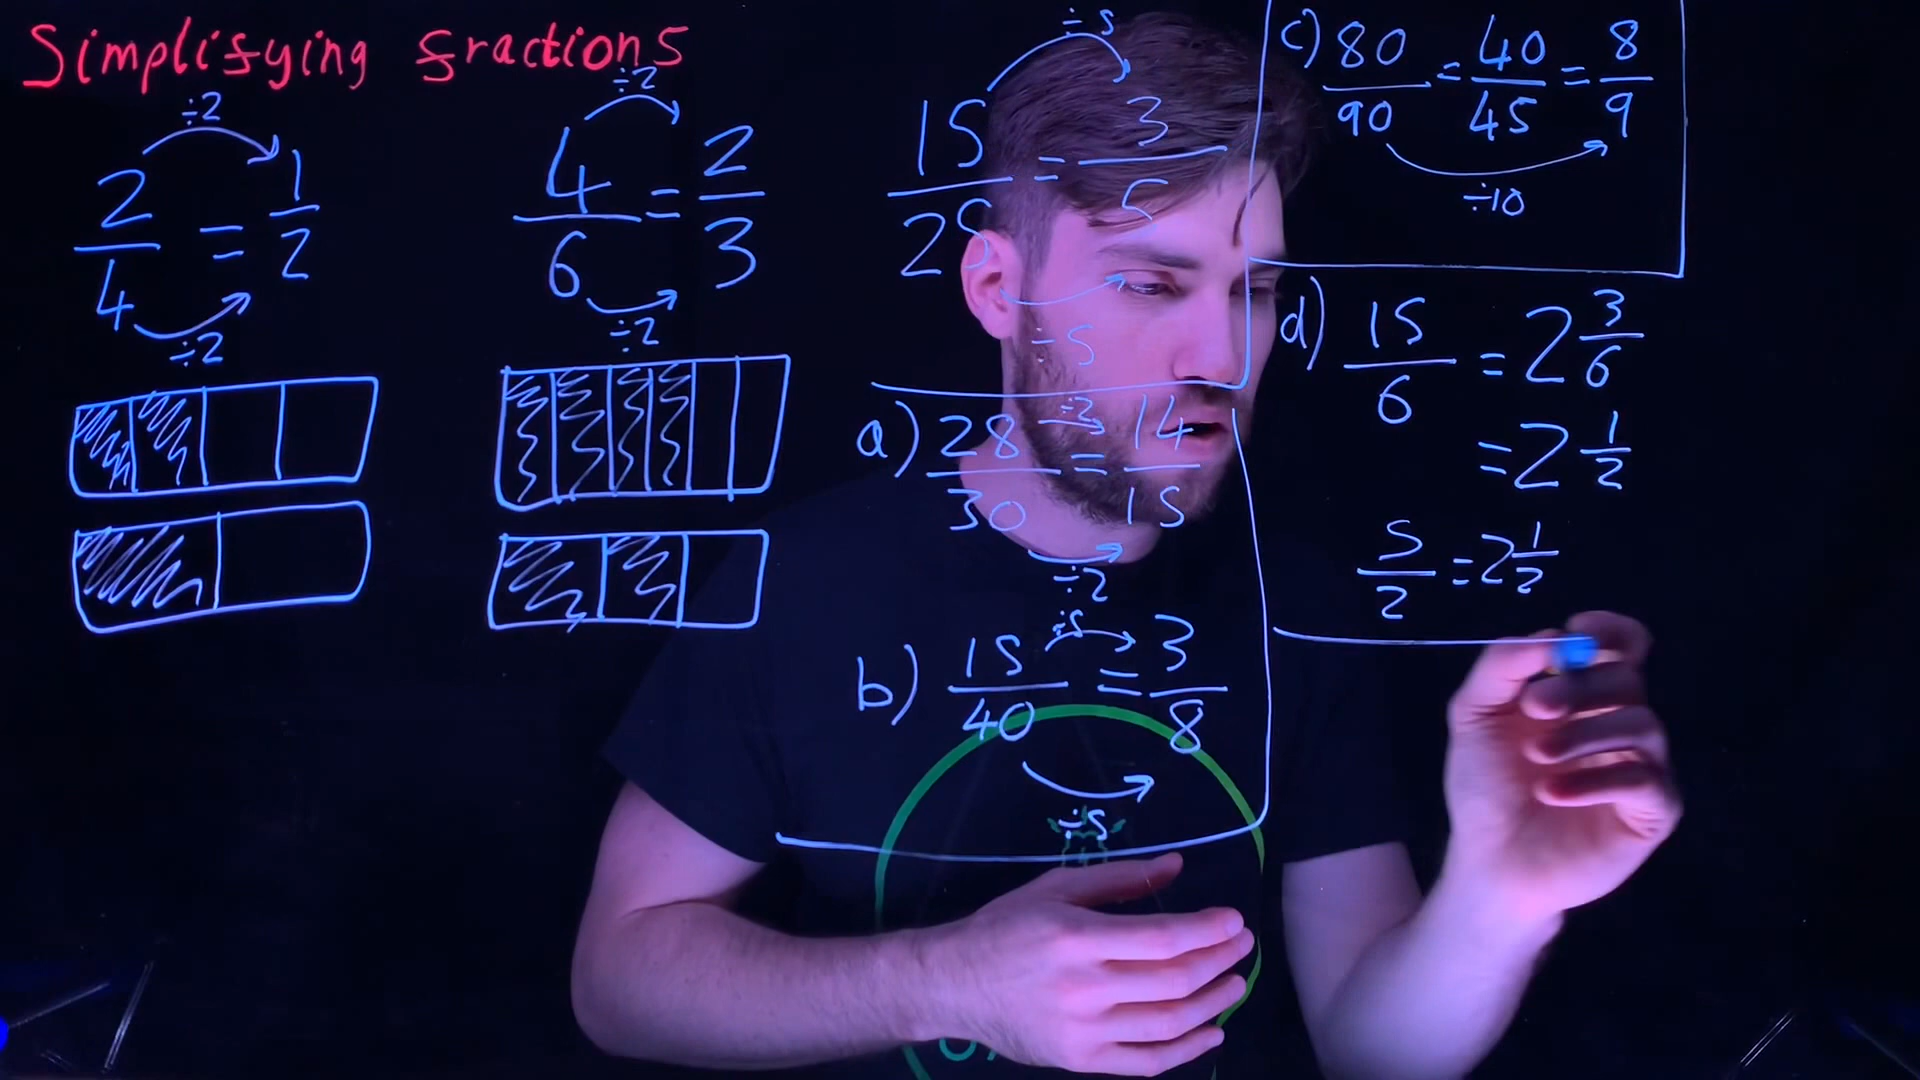 Simplifying fractions
÷2
2/4 = 1/2
÷2
÷2
4/6 = 2/3
÷2
÷5
15/25 = 3/5
÷5
a) 28/30 = 14/15
÷2
÷2
b) 15/40 = 3/8
÷5
÷5
c) 80/90 = 40/45 = 8/9
÷10
d) 15/6 = 2 3/6
= 2 1/2
5/2 = 2 1/2